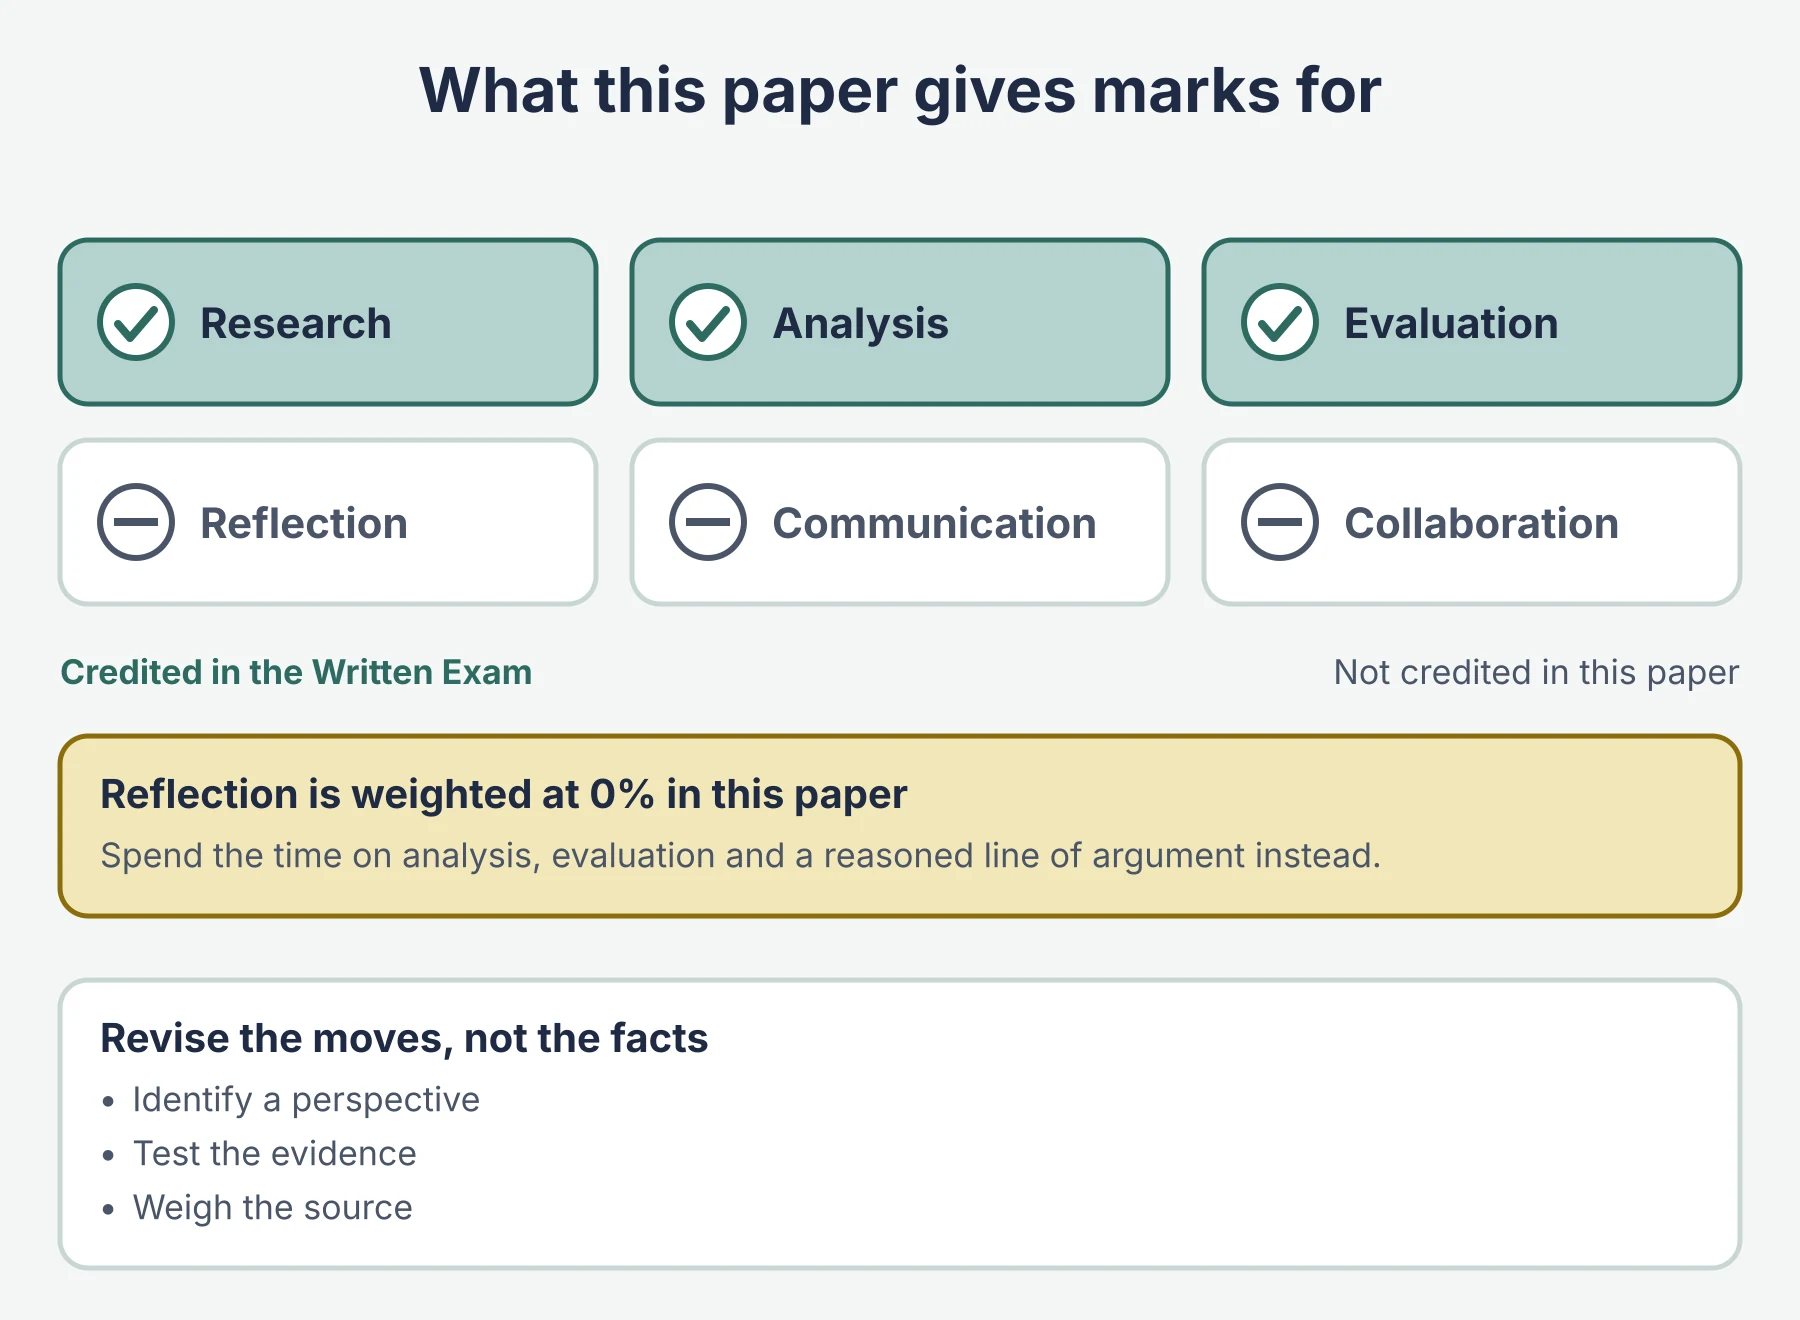 What this paper gives marks for
Research
Analysis
Evaluation
Reflection
Communication
Collaboration
Credited in the Written Exam
Not credited in this paper
Reflection is weighted at 0% in this paper
Spend the time on analysis, evaluation and a reasoned line of argument instead.
Revise the moves, not the facts
• Identify a perspective
• Test the evidence
• Weigh the source